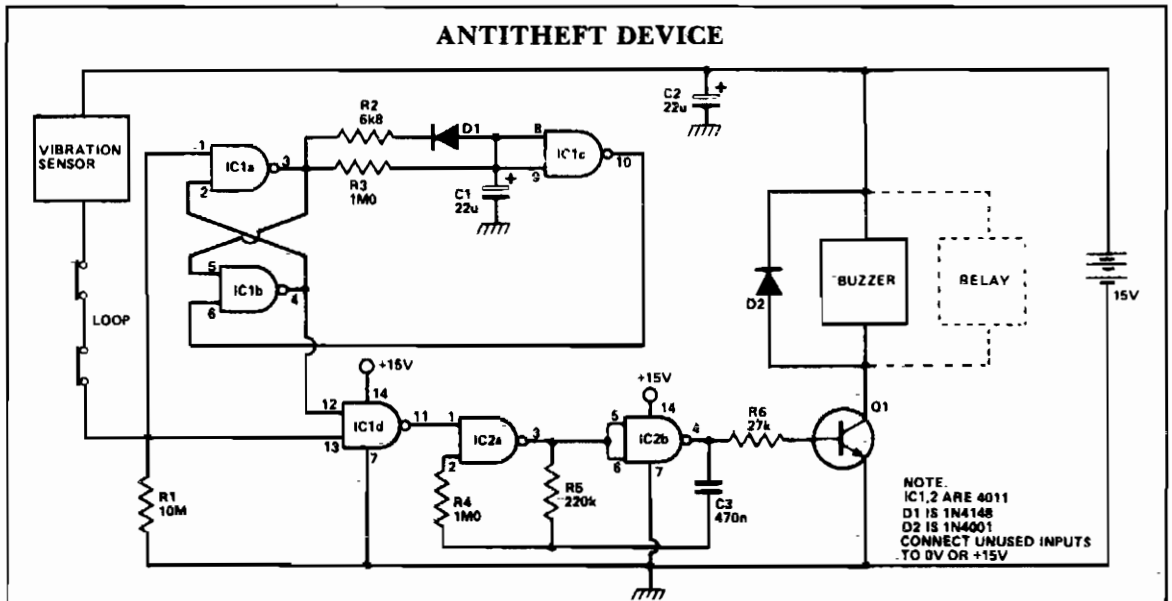 ANTITHEFT DEVICE
VIBRATION
SENSOR
LOOP
R1
10M
1
2
IC1a
3
5
6
IC1b
4
R2
6k8
D1
R3
1M0
C1
22u
+
8
9
IC1c
10
C2
22u
+
+15V
12
13
14
IC1d
7
11
1
2
IC2a
3
R4
1M0
R5
220k
+15V
5
6
14
IC2b
7
4
C3
470n
R6
27k
Q1
D2
BUZZER
RELAY
15V
NOTE.
IC1,2 ARE 4011
D1 IS 1N4148
D2 IS 1N4001
CONNECT UNUSED INPUTS
TO 0V OR +15V